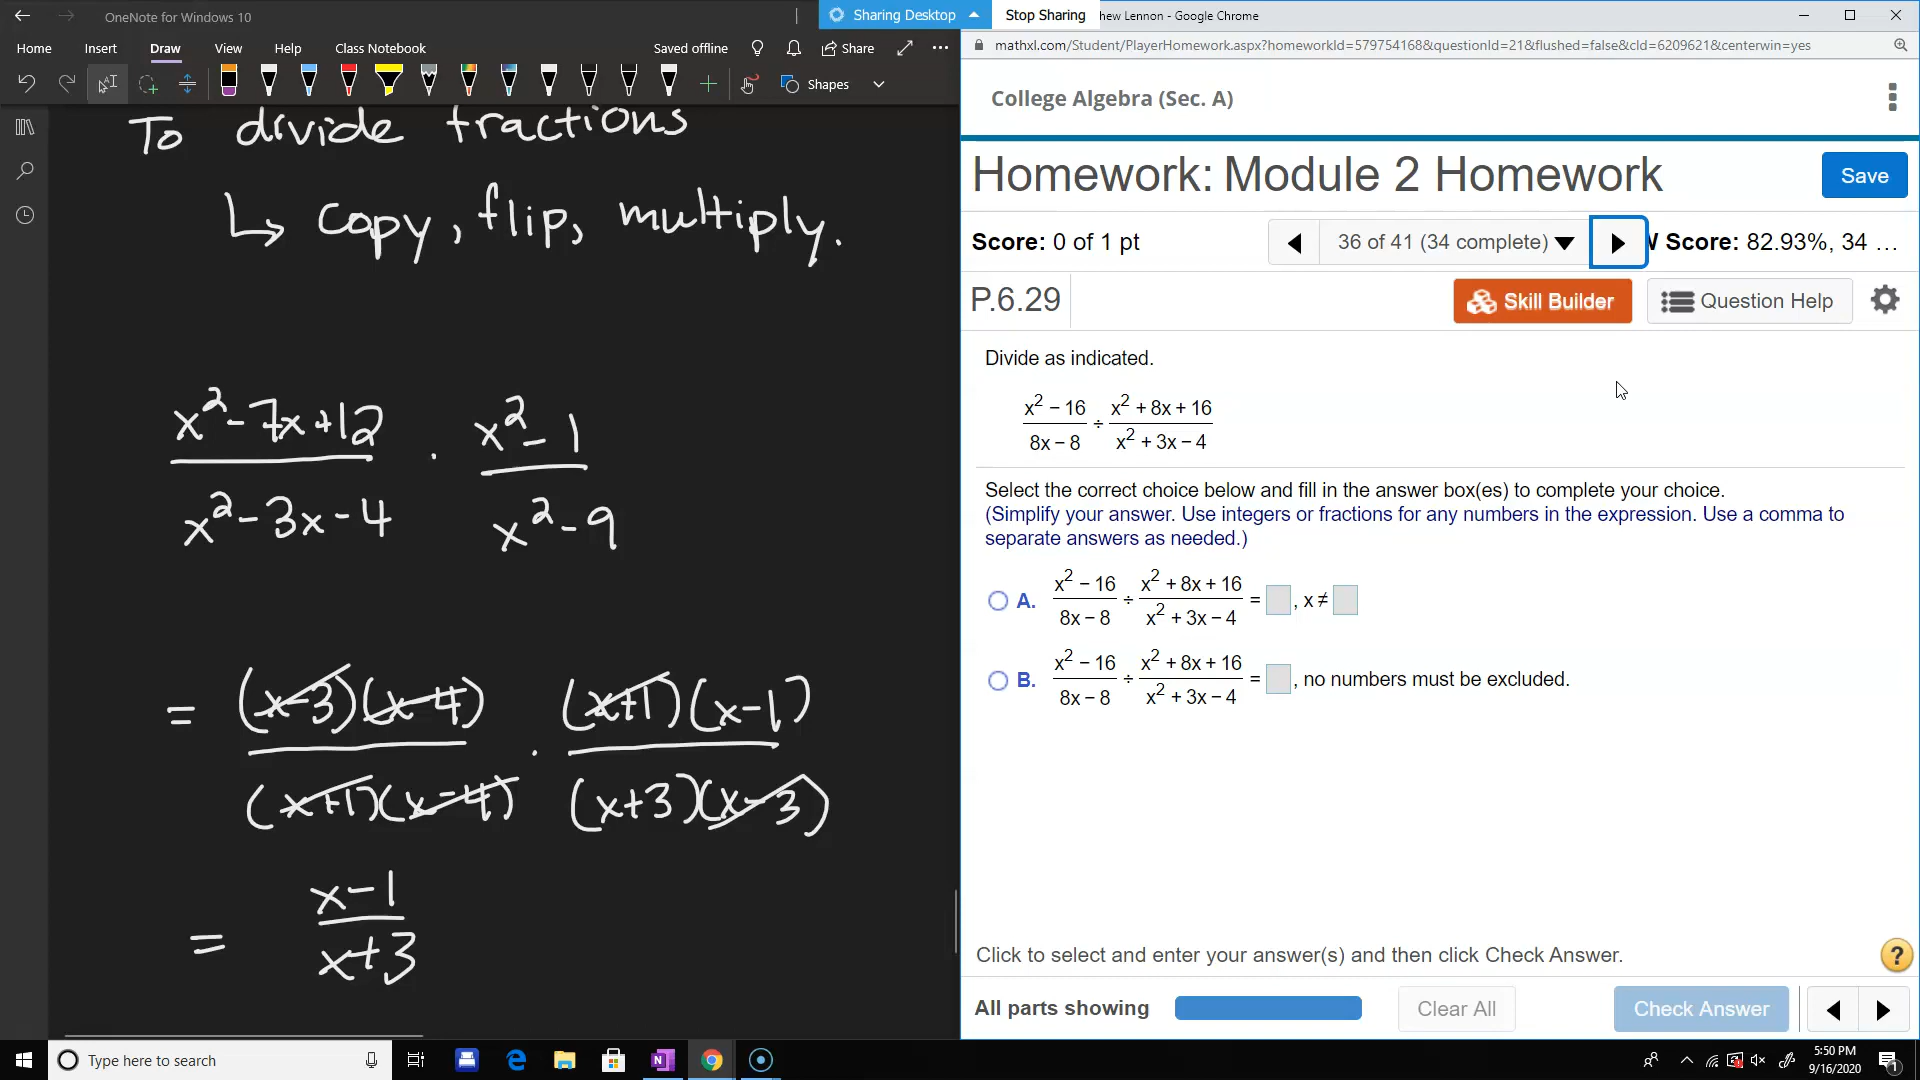 OneNote for Windows 10
Sharing Desktop
Stop Sharing
hew Lennon - Google Chrome
Home Insert Draw View Help Class Notebook Saved offline Share
mathxl.com/Student/PlayerHomework.aspx?homeworkId=579754168&questionId=21&flushed=false&cId=6209621&centerwin=yes
Shapes
College Algebra (Sec. A)
To divide fractions
↳ copy, flip, multiply.
x² - 7x + 12 / x² - 3x - 4 · x² - 1 / x² - 9
= (x-3)(x-4) / (x+1)(x-4) · (x+1)(x-1) / (x+3)(x-3)
= x-1 / x+3
Homework: Module 2 Homework
Save
Score: 0 of 1 pt
36 of 41 (34 complete)
Score: 82.93%, 34 ...
P.6.29
Skill Builder
Question Help
Divide as indicated.
x² − 16 / 8x − 8 ÷ x² + 8x + 16 / x² + 3x − 4
Select the correct choice below and fill in the answer box(es) to complete your choice.
(Simplify your answer. Use integers or fractions for any numbers in the expression. Use a comma to
separate answers as needed.)
A. x² − 16 / 8x − 8 ÷ x² + 8x + 16 / x² + 3x − 4 = , x ≠
B. x² − 16 / 8x − 8 ÷ x² + 8x + 16 / x² + 3x − 4 = , no numbers must be excluded.
Click to select and enter your answer(s) and then click Check Answer.
?
All parts showing
Clear All
Check Answer
Type here to search
5:50 PM
9/16/2020
1